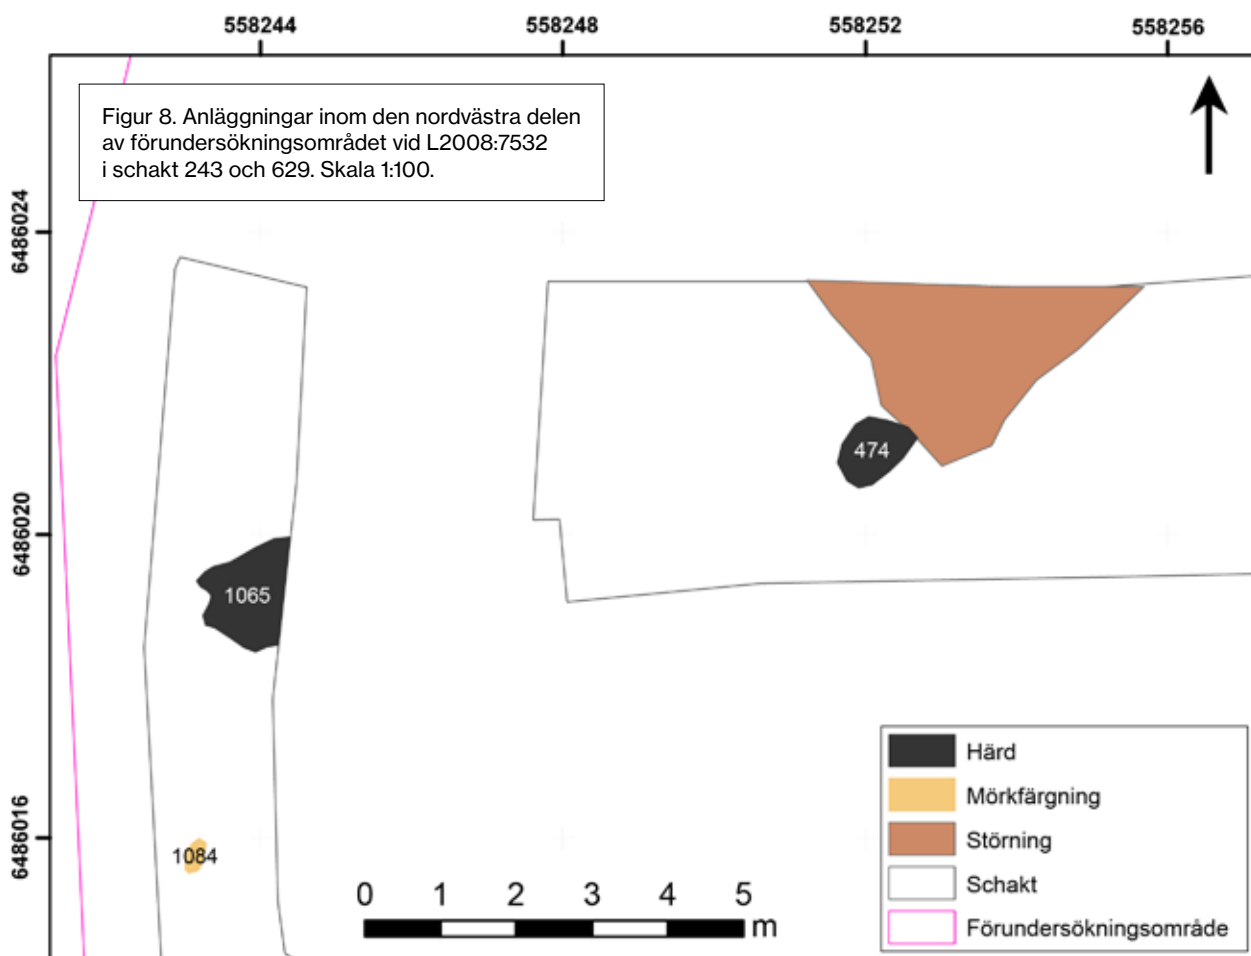 558244 558248 558252 558256
Figur 8. Anläggningar inom den nordvästra delen
av förundersökningsområdet vid L2008:7532
i schakt 243 och 629. Skala 1:100.
6486024
474
6486020
1065
Härd
Mörkfärgning
6486016
1084
Störning
0 1 2 3 4 5
m
Schakt
Förundersökningsområde